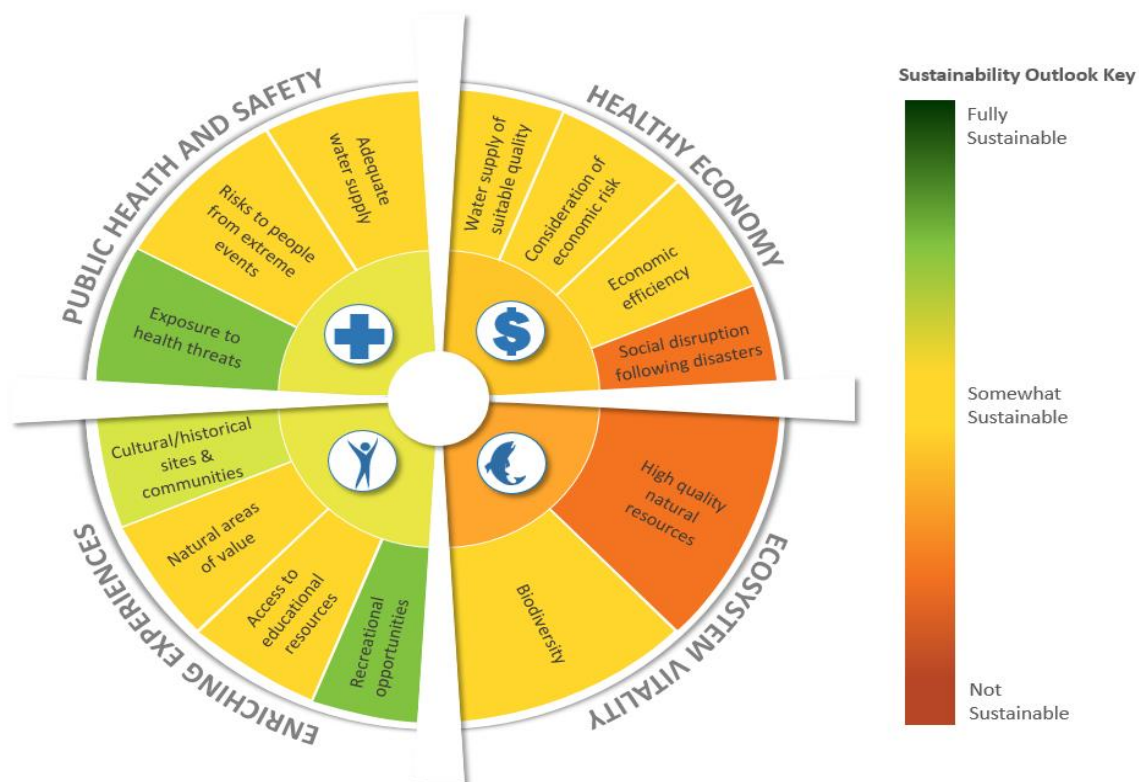 PUBLIC HEALTH AND SAFETY
Adequate
water supply
Risks to people
from extreme
events
Exposure to
health threats
HEALTHY ECONOMY
Water supply of
suitable quality
Consideration of
economic risk
Economic
efficiency
Social disruption
following disasters
$
ENRICHING EXPERIENCES
Cultural/historical
sites &
communities
Natural areas
of value
Access to
educational
resources
Recreational
opportunities
ECOSYSTEM VITALITY
High quality
natural
resources
Biodiversity
Sustainability Outlook Key
Fully
Sustainable
Somewhat
Sustainable
Not
Sustainable